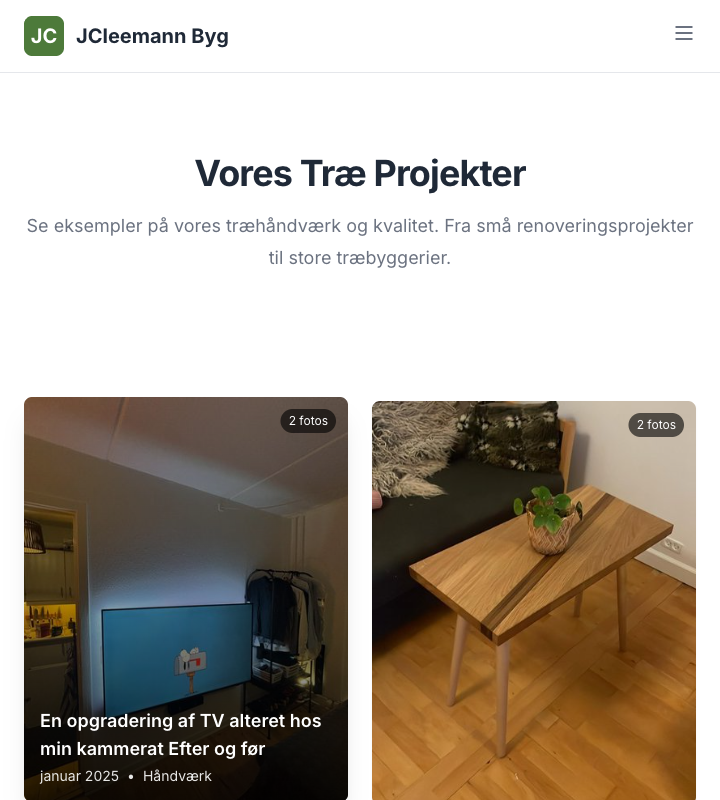 JC JCleemann Byg
Vores Træ Projekter
Se eksempler på vores træhåndværk og kvalitet. Fra små renoveringsprojekter
til store træbyggerier.
2 fotos
2 fotos
En opgradering af TV alteret hos
min kammerat Efter og før
januar 2025 • Håndværk